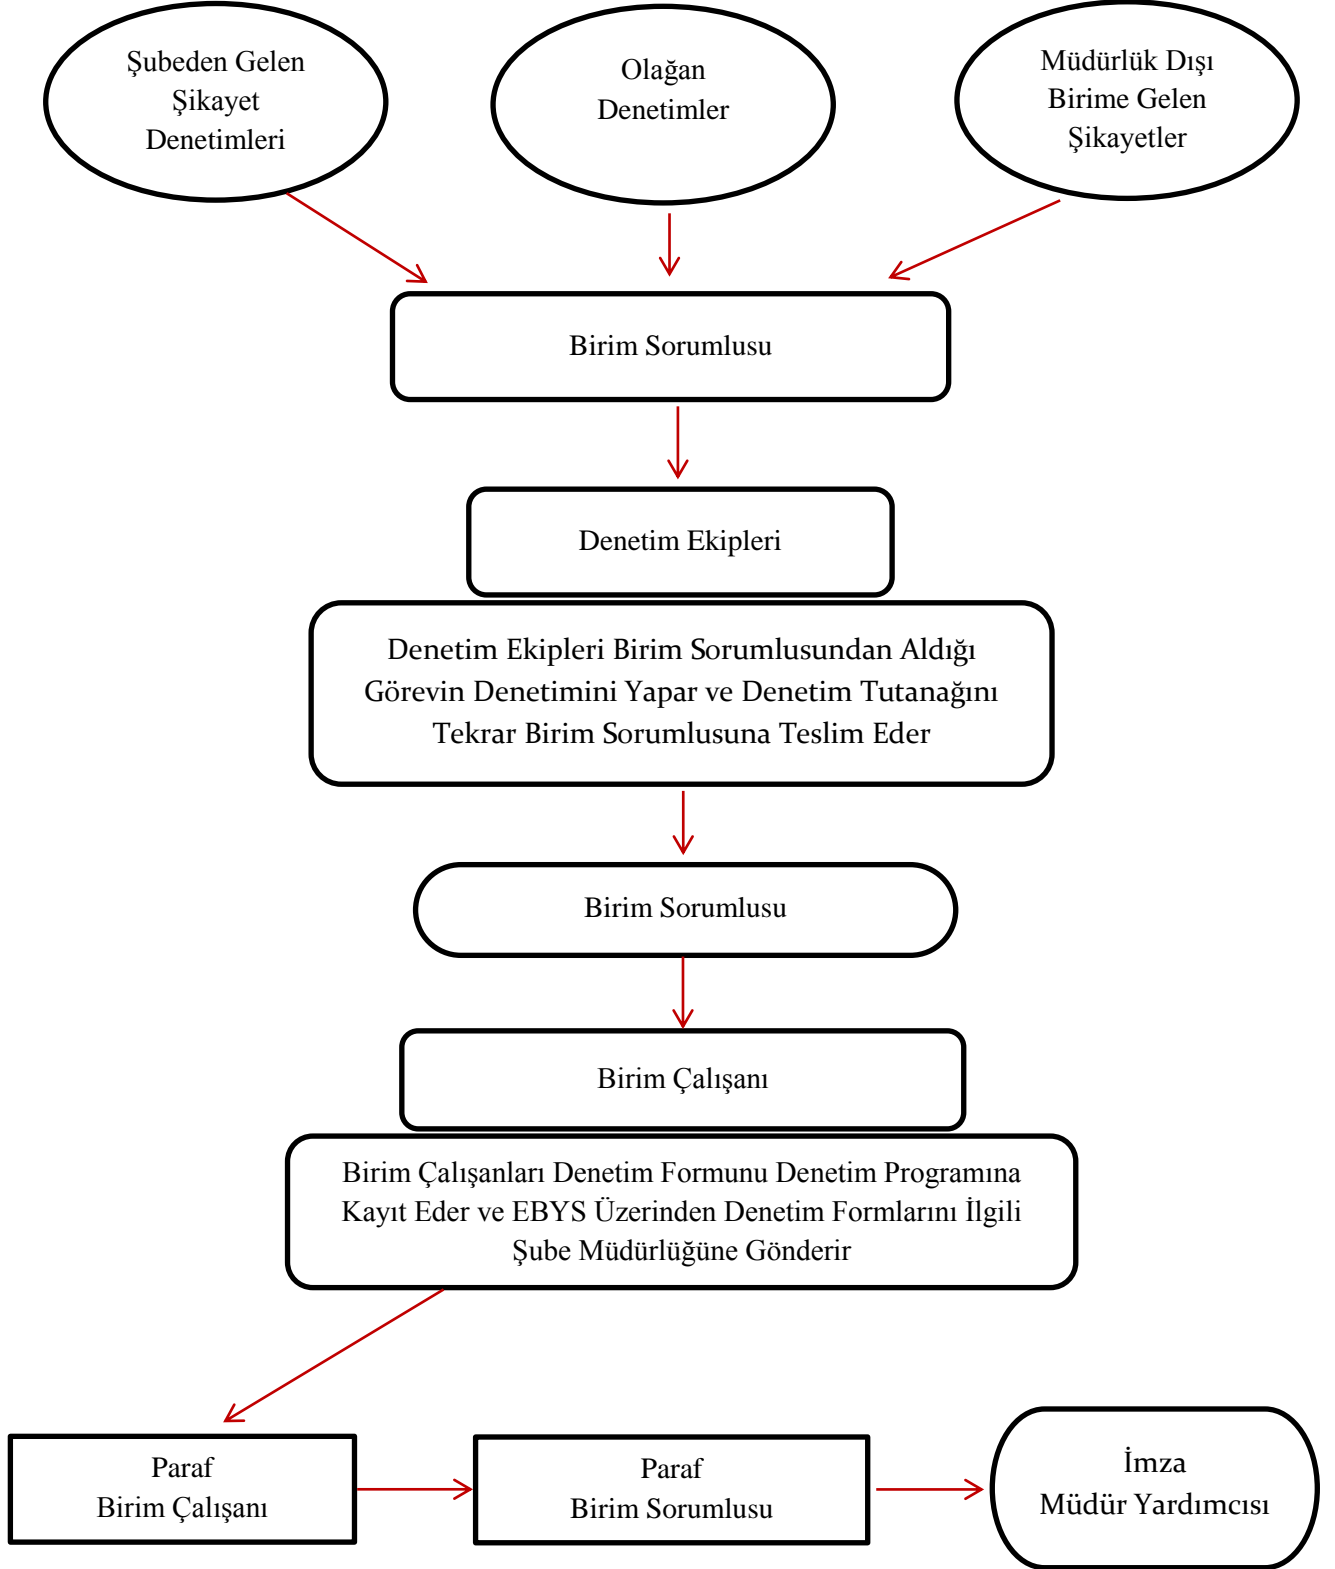 Şubeden Gelen
Şikayet
Denetimleri
Olağan
Denetimler
Müdürlük Dışı
Birime Gelen
Şikayetler
Birim Sorumlusu
Denetim Ekipleri
Denetim Ekipleri Birim Sorumlusundan Aldığı
Görevin Denetimini Yapar ve Denetim Tutanağını
Tekrar Birim Sorumlusuna Teslim Eder
Birim Sorumlusu
Birim Çalışanı
Birim Çalışanları Denetim Formunu Denetim Programına
Kayıt Eder ve EBYS Üzerinden Denetim Formlarını İlgili
Şube Müdürlüğüne Gönderir
Paraf
Birim Çalışanı
Paraf
Birim Sorumlusu
İmza
Müdür Yardımcısı